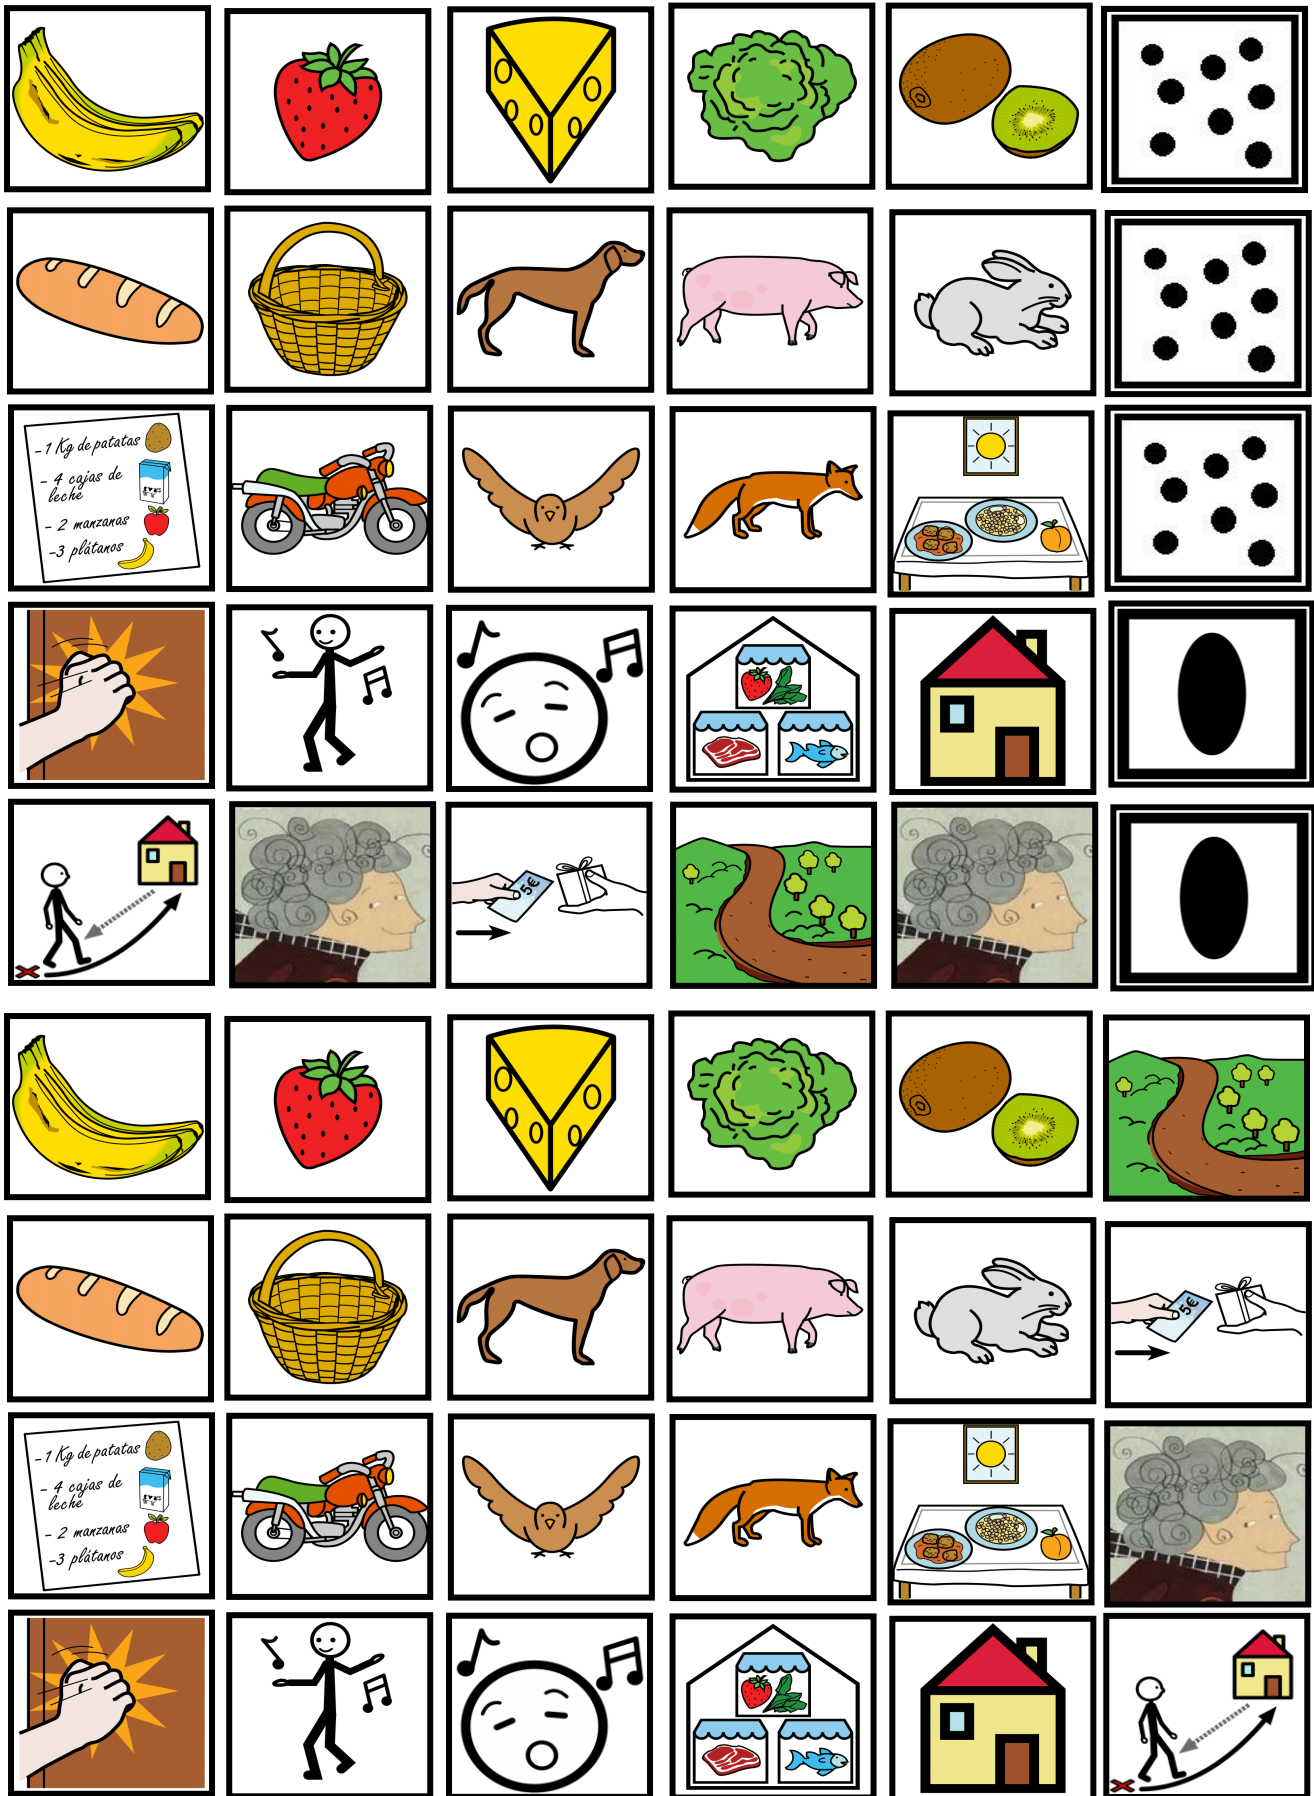 -1 Kg de patatas
- 4 cajas de
leche
- 2 manzanas
-3 plátanos
5€
5€
-1 Kg de patatas
- 4 cajas de
leche
- 2 manzanas
-3 plátanos